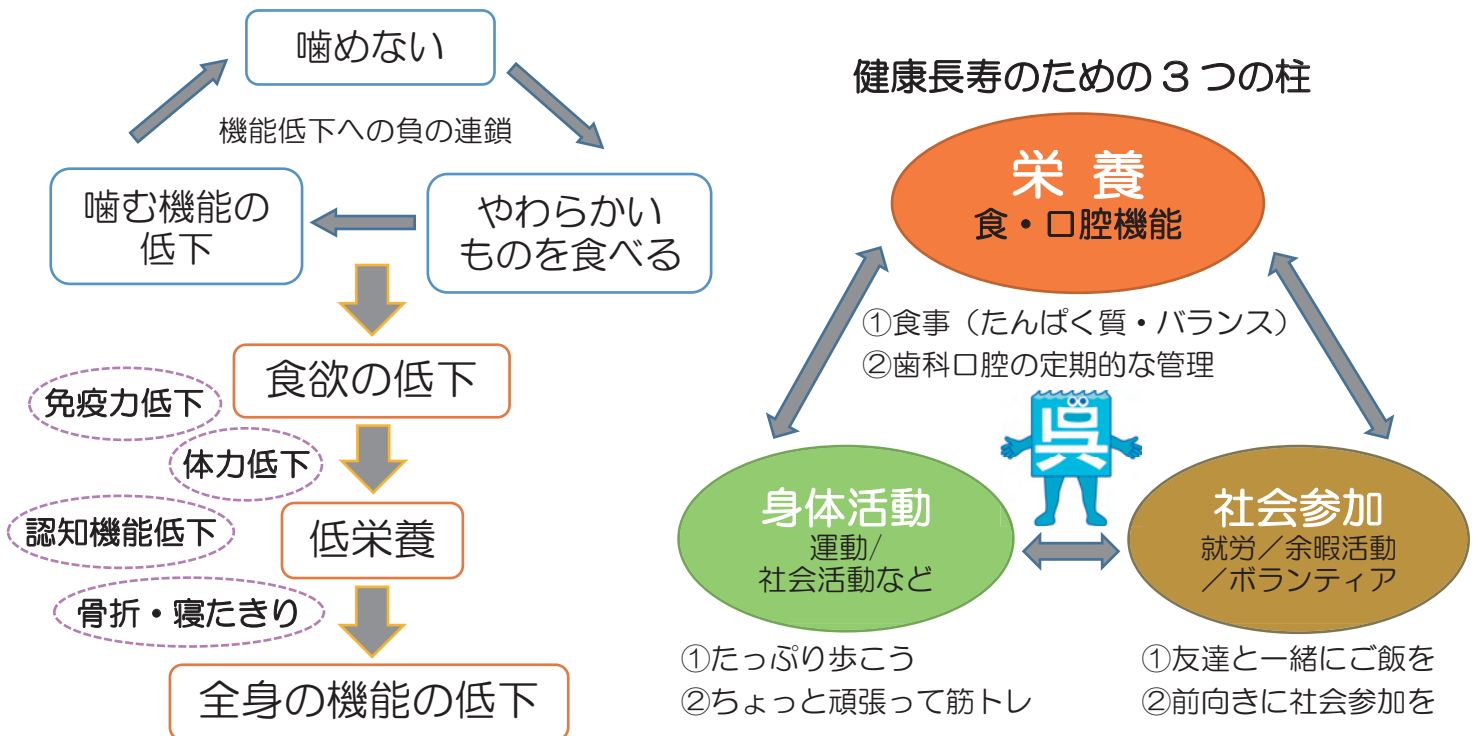 噛めない
機能低下への負の連鎖
噛む機能の
低下
やわらかい
ものを食べる
食欲の低下
免疫力低下
体力低下
認知機能低下
低栄養
骨折・寝たきり
全身の機能の低下
健康長寿のための3つの柱
栄 養
食・口腔機能
①食事（たんぱく質・バランス）
②歯科口腔の定期的な管理
呉
身体活動
運動/
社会活動など
①たっぷり歩こう
②ちょっと頑張って筋トレ
社会参加
就労／余暇活動
／ボランティア
①友達と一緒にご飯を
②前向きに社会参加を